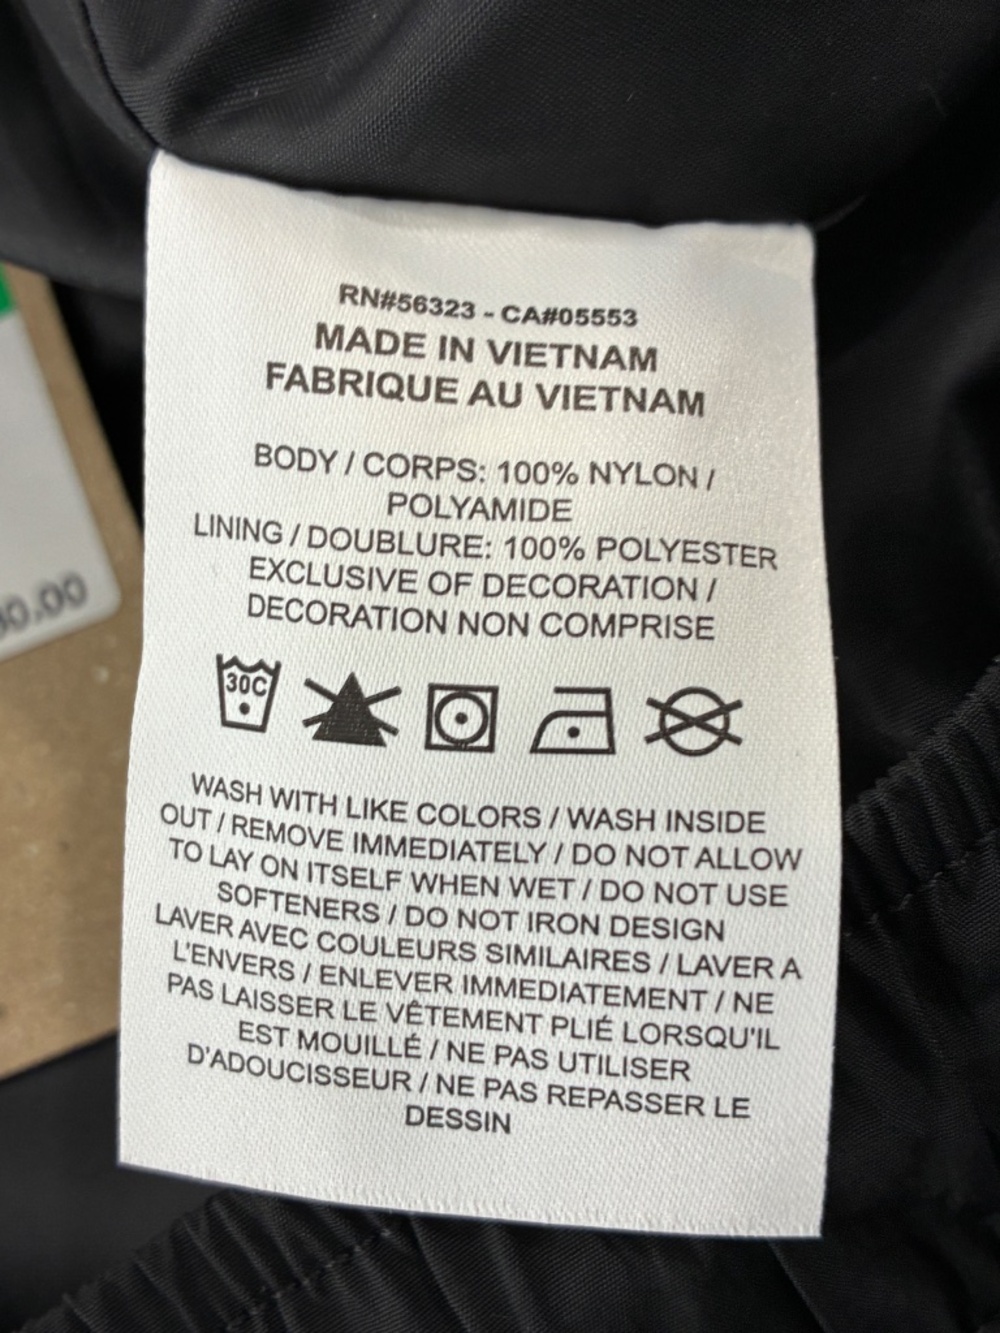 RN#56323 - CA#05553
MADE IN VIETNAM
FABRIQUE AU VIETNAM
BODY / CORPS: 100% NYLON /
POLYAMIDE
LINING / DOUBLURE: 100% POLYESTER
EXCLUSIVE OF DECORATION /
DECORATION NON COMPRISE
30C
WASH WITH LIKE COLORS / WASH INSIDE
OUT / REMOVE IMMEDIATELY / DO NOT ALLOW
TO LAY ON ITSELF WHEN WET / DO NOT USE
SOFTENERS / DO NOT IRON DESIGN
LAVER AVEC COULEURS SIMILAIRES / LAVER A
L'ENVERS / ENLEVER IMMEDIATEMENT / NE
PAS LAISSER LE VÊTEMENT PLIÉ LORSQU'IL
EST MOUILLÉ / NE PAS UTILISER
D'ADOUCISSEUR / NE PAS REPASSER LE
DESSIN